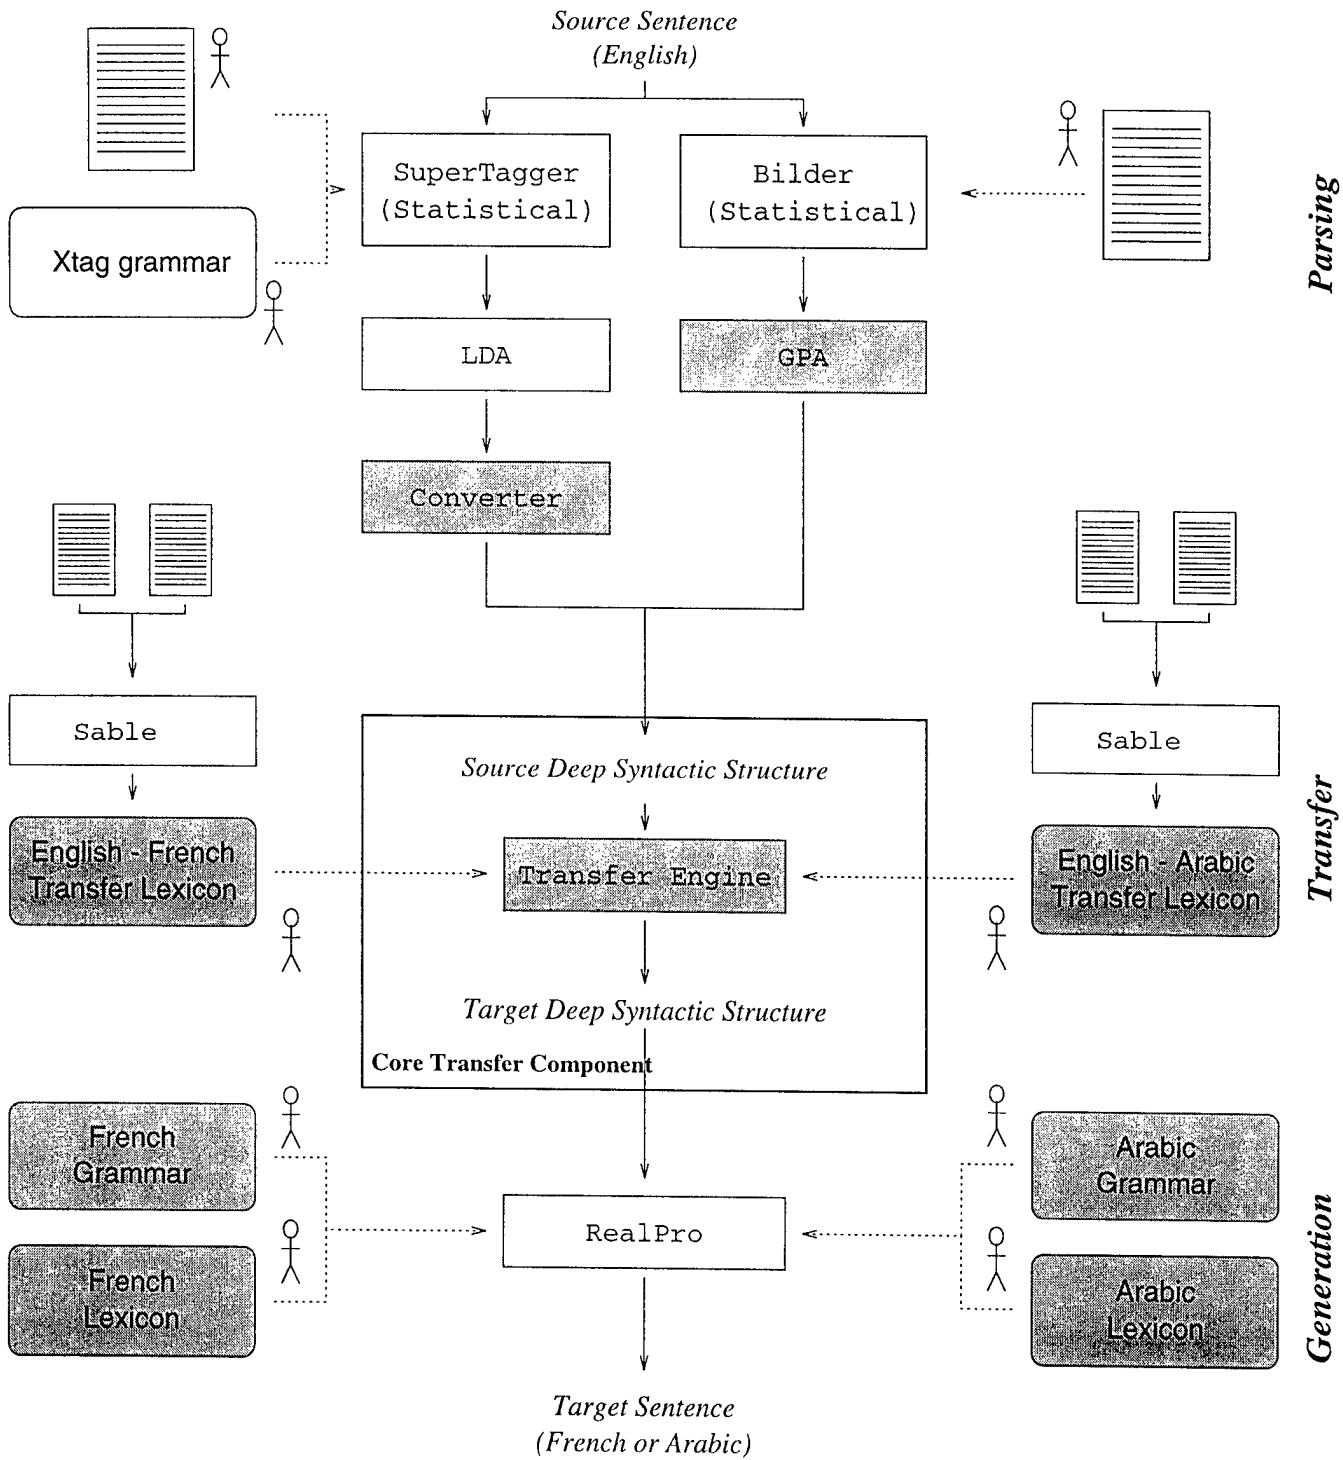 Source Sentence
(English)
SuperTagger
(Statistical)
Bilder
(Statistical)
Xtag grammar
Parsing
LDA
GPA
Converter
Sable
Sable
Source Deep Syntactic Structure
English - French
Transfer Lexicon
Transfer Engine
English - Arabic
Transfer Lexicon
Transfer
Target Deep Syntactic Structure
Core Transfer Component
French
Grammar
Arabic
Grammar
RealPro
French
Lexicon
Arabic
Lexicon
Generation
Target Sentence
(French or Arabic)